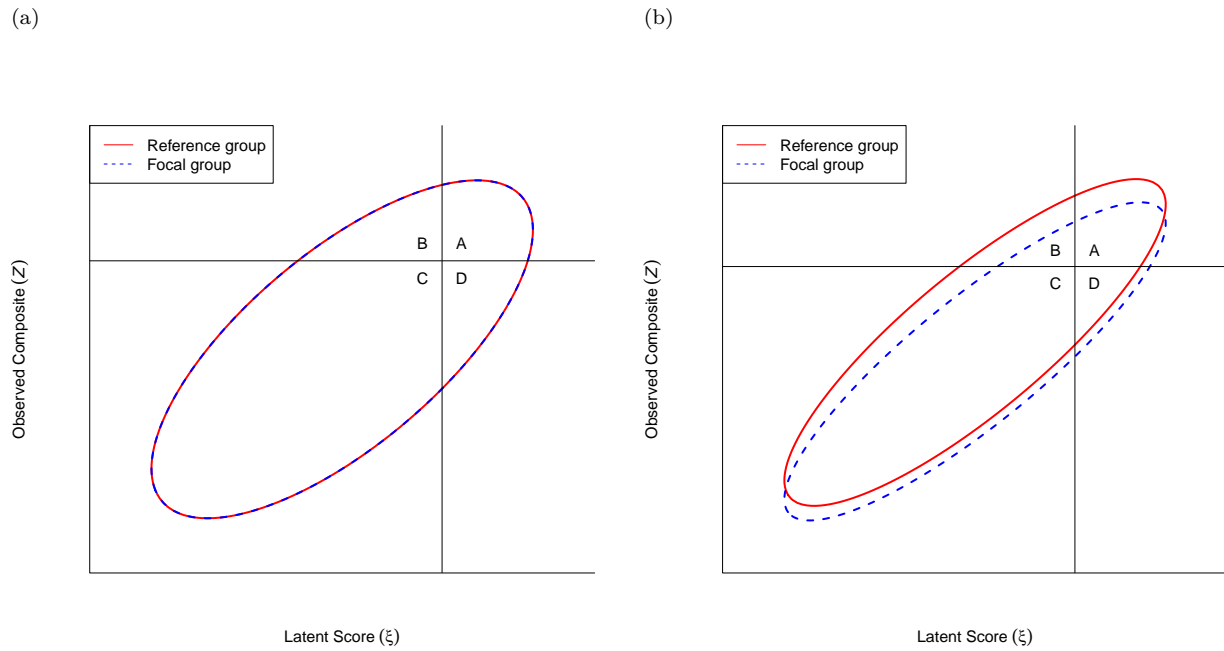 (a)
Reference group
Focal group
B A
C D
Observed Composite (Z)
Latent Score (ξ)
(b)
Reference group
Focal group
B A
C D
Observed Composite (Z)
Latent Score (ξ)